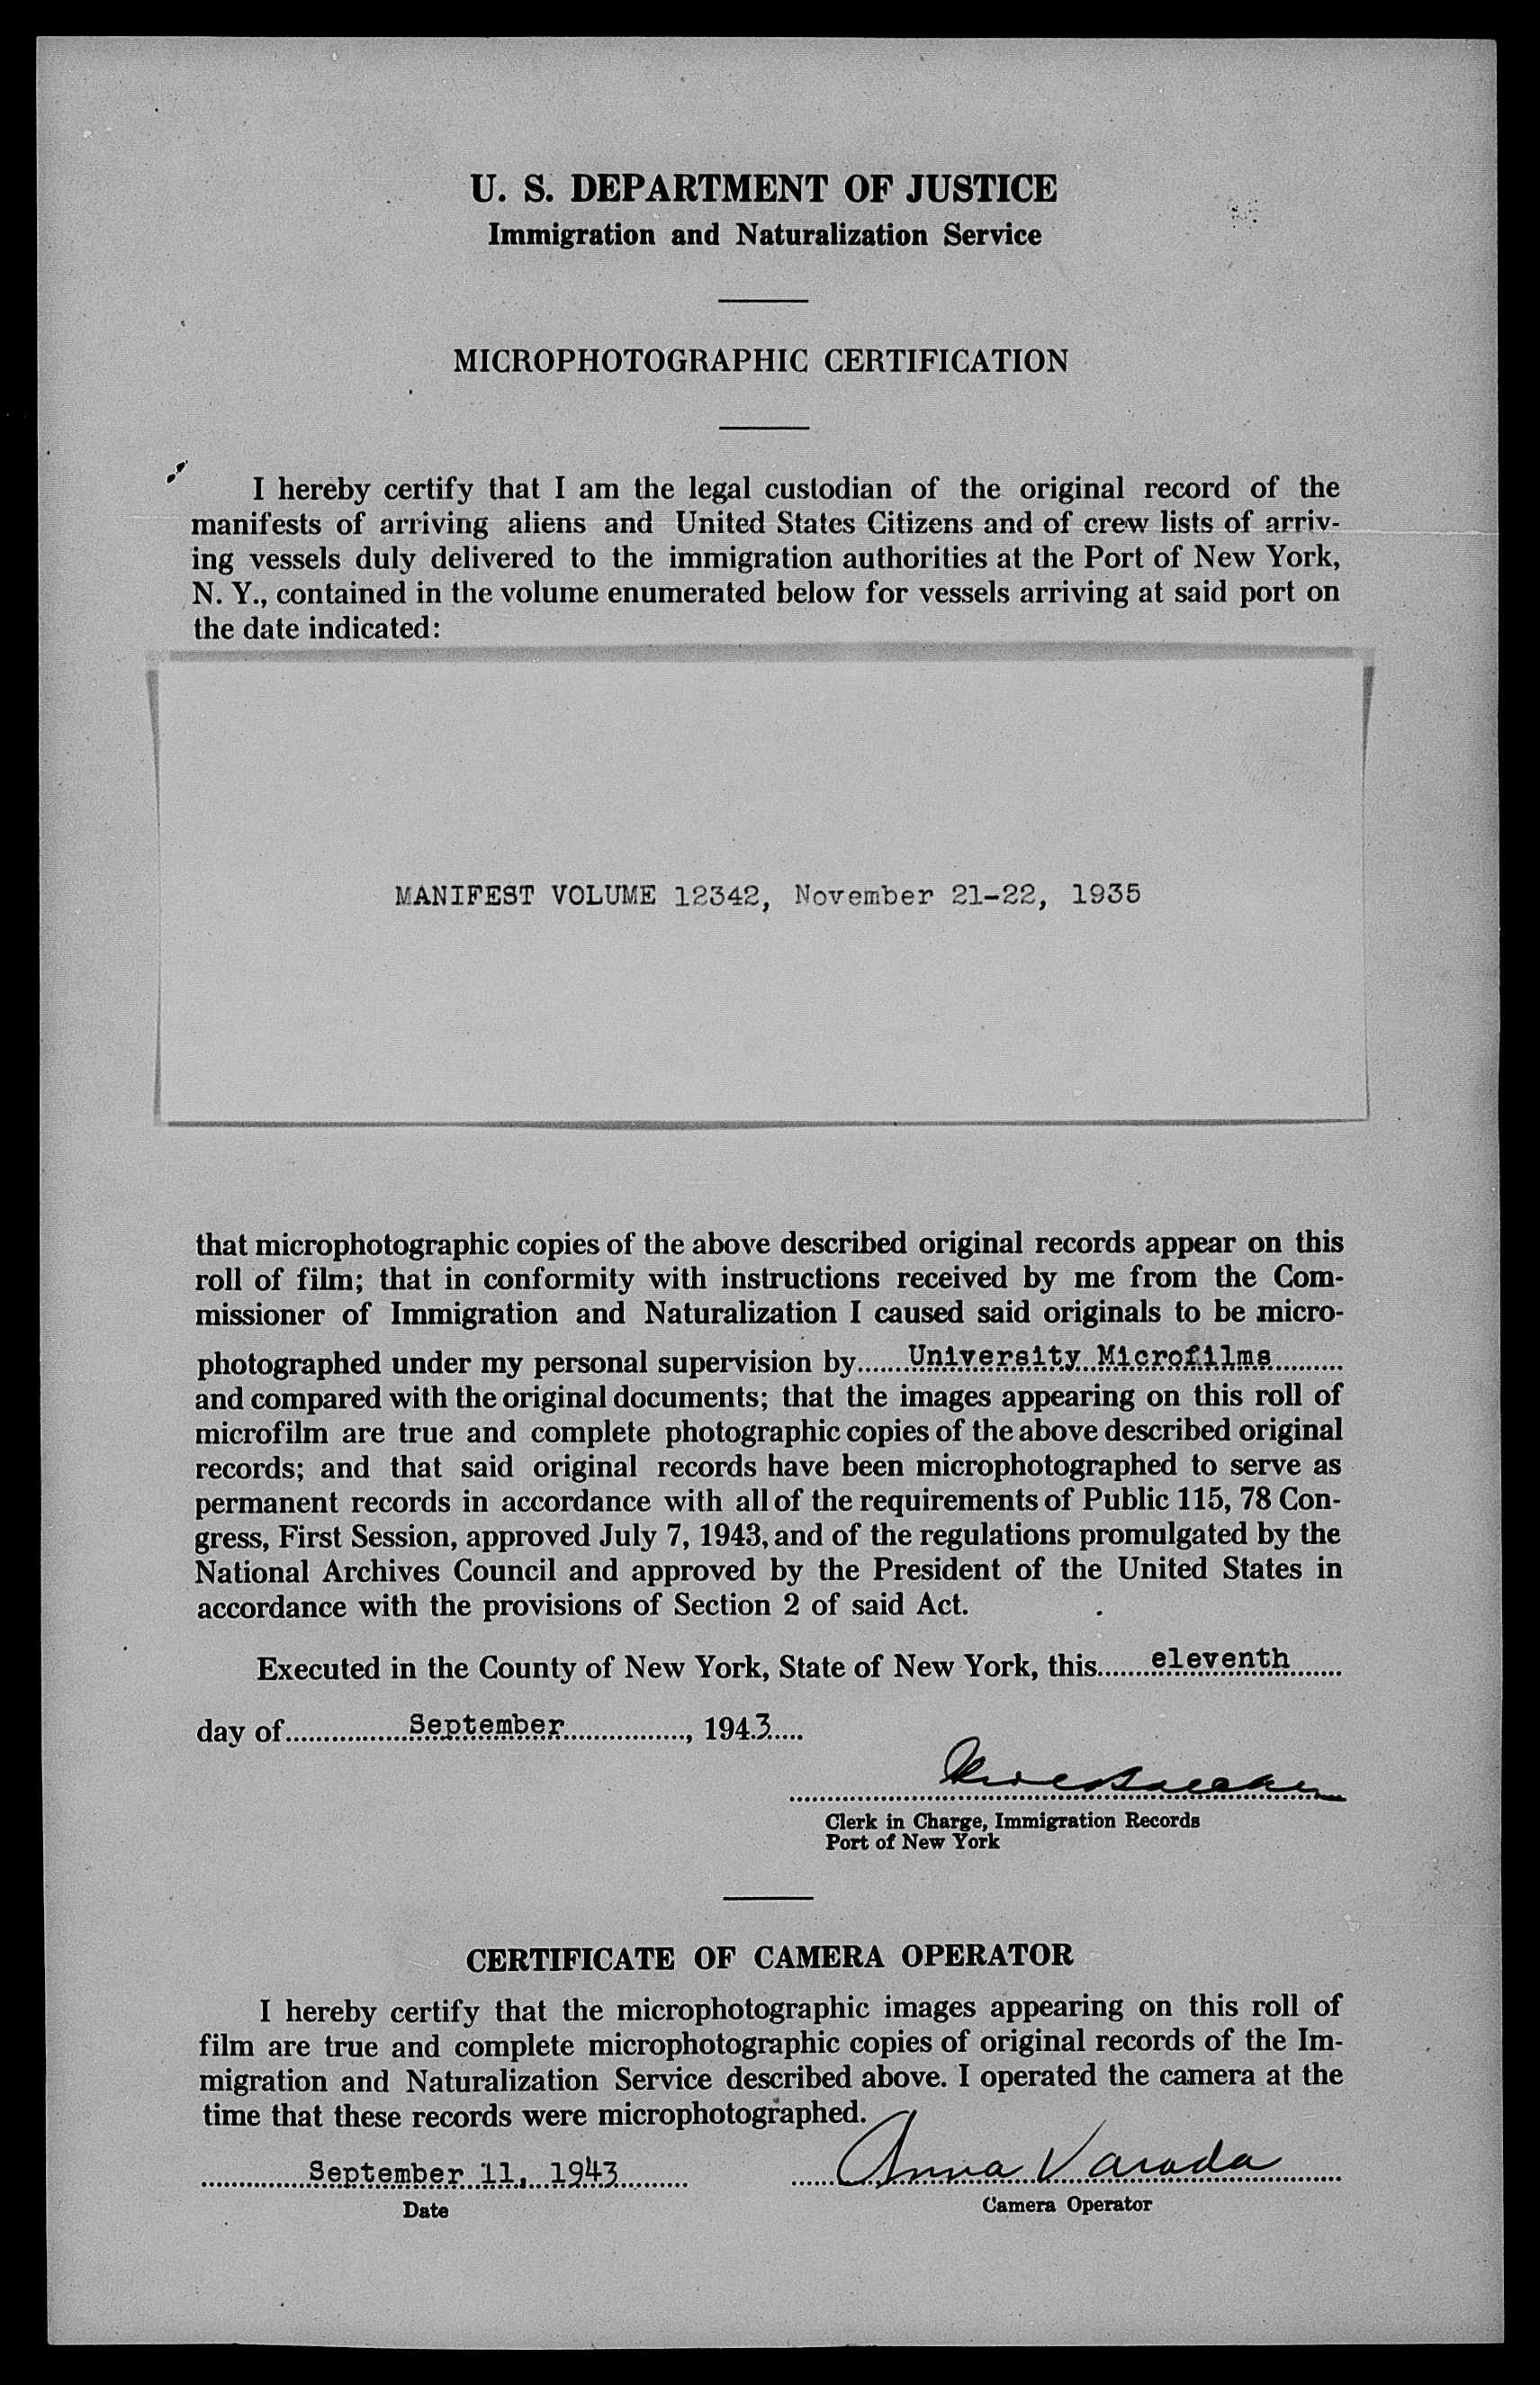 U. S. DEPARTMENT OF JUSTICE
Immigration and Naturalization Service
MICROPHOTOGRAPHIC CERTIFICATION
I hereby certify that I am the legal custodian of the original record of the
manifests of arriving aliens and United States Citizens and of crew lists of arriv-
ing vessels duly delivered to the immigration authorities at the Port of New York,
N. Y., contained in the volume enumerated below for vessels arriving at said port on
the date indicated:
MANIFEST VOLUME 12342, November 21-22, 1935
that microphotographic copies of the above described original records appear on this
roll of film; that in conformity with instructions received by me from the Com-
missioner of Immigration and Naturalization I caused said originals to be micro-
photographed under my personal supervision by University Microfilms
and compared with the original documents; that the images appearing on this roll of
microfilm are true and complete photographic copies of the above described original
records; and that said original records have been microphotographed to serve as
permanent records in accordance with all of the requirements of Public 115, 78 Con-
gress, First Session, approved July 7, 1943, and of the regulations promulgated by the
National Archives Council and approved by the President of the United States in
accordance with the provisions of Section 2 of said Act.
Executed in the County of New York, State of New York, this eleventh
day of September, 1943
Clerk in Charge, Immigration Records
Port of New York
CERTIFICATE OF CAMERA OPERATOR
I hereby certify that the microphotographic images appearing on this roll of
film are true and complete microphotographic copies of original records of the Im-
migration and Naturalization Service described above. I operated the camera at the
time that these records were microphotographed.
September 11, 1943 Anna Varada
Date Camera Operator